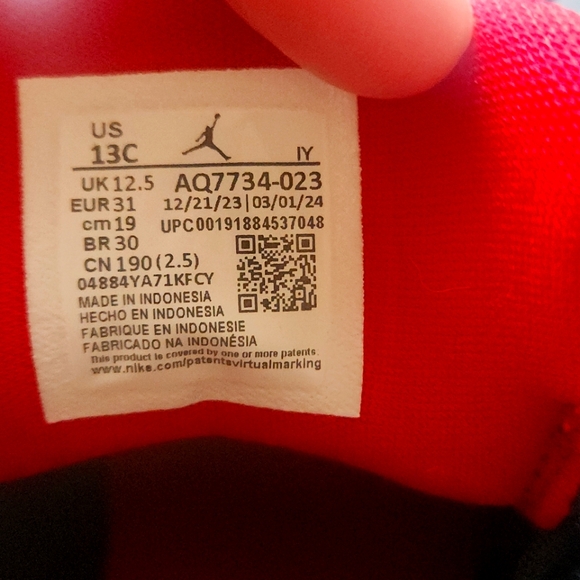 US
13C IY
UK 12.5 AQ7734-023
EUR 31 12/21/23 | 03/01/24
cm 19 UPC00191884537048
BR 30
CN 190 (2.5)
04884YA71KFCY
MADE IN INDONESIA
HECHO EN INDONESIA
FABRIQUE EN INDONESIE
FABRICADO NA INDONÉSIA
This product is covered by one or more patents.
www.nike.com/patentsvirtualmarking